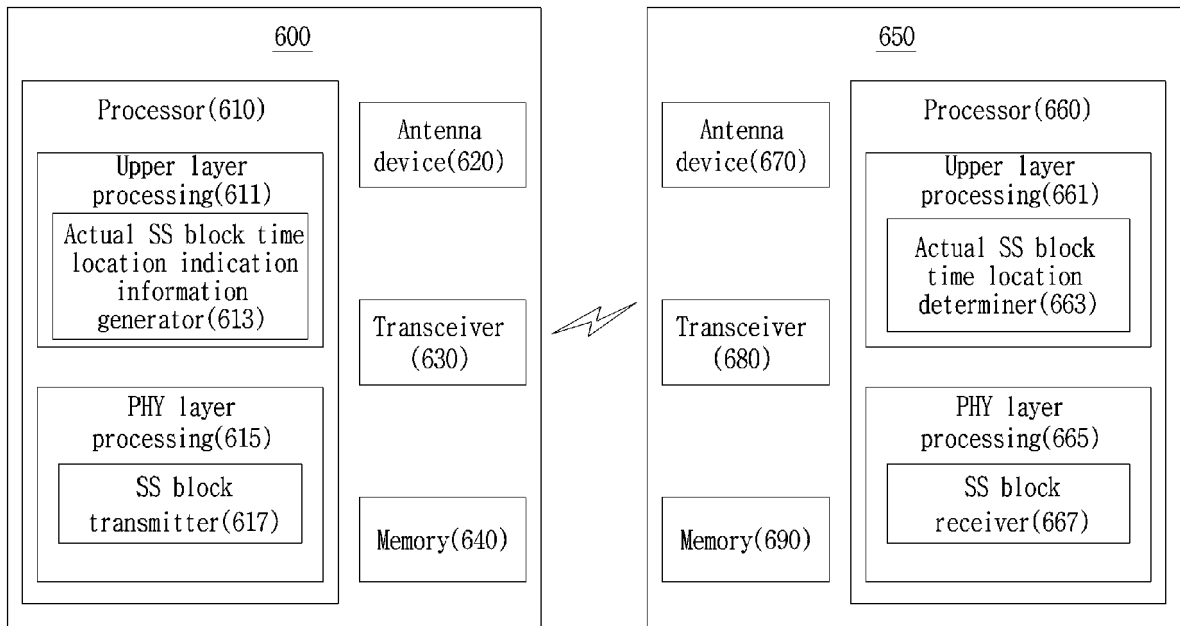 600
Processor(610)
Upper layer
processing(611)
Actual SS block time
location indication
information
generator(613)
PHY layer
processing(615)
SS block
transmitter(617)
Antenna
device(620)
Transceiver
(630)
Memory(640)
650
Antenna
device(670)
Transceiver
(680)
Memory(690)
Processor(660)
Upper layer
processing(661)
Actual SS block
time location
determiner(663)
PHY layer
processing(665)
SS block
receiver(667)